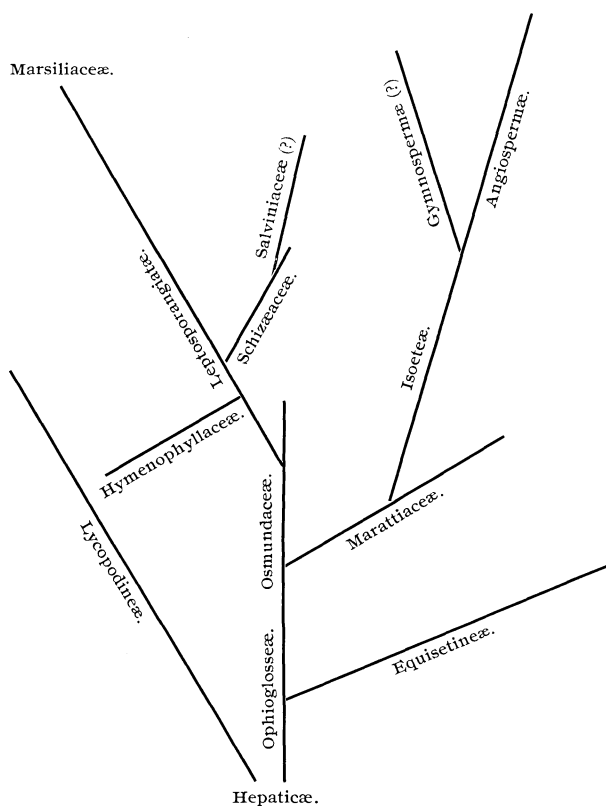 Marsiliaceæ.
Gymnospermæ (?)
Angiospermæ.
Salviniaceæ (?)
Leptosporangiatæ.
Schizæaceæ.
Isoeteæ.
Hymenophyllaceæ.
Lycopodineæ.
Osmundaceæ.
Marattiaceæ.
Ophioglosseæ.
Equisetineæ.
Hepaticæ.